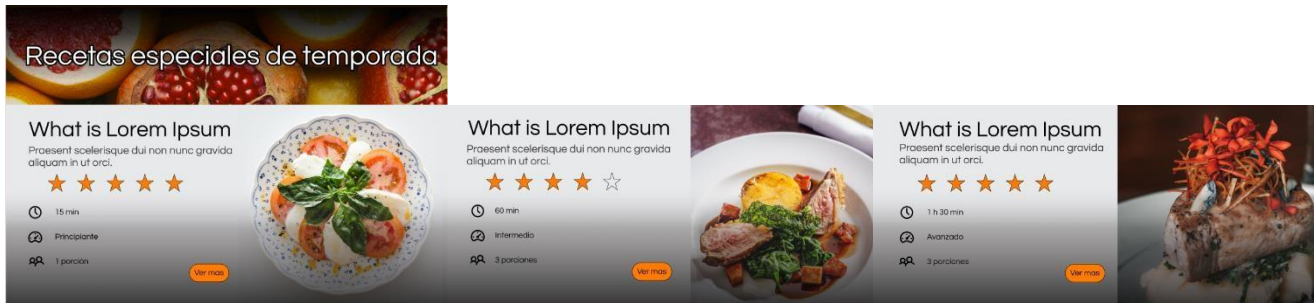 Recetas especiales de temporada
What is Lorem Ipsum
Praesent scelerisque dui non nunc gravida
aliquam in ut orci.
15 min
Principiante
1 porción
Ver mas
What is Lorem Ipsum
Praesent scelerisque dui non nunc gravida
aliquam in ut orci.
60 min
Intermedio
3 porciones
Ver mas
What is Lorem Ipsum
Praesent scelerisque dui non nunc gravida
aliquam in ut orci.
1 h 30 min
Avanzado
3 porciones
Ver mas